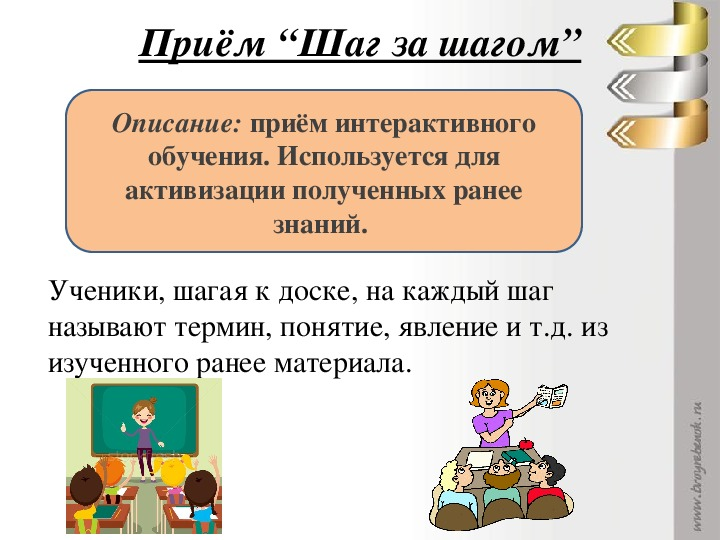 Приём “Шаг за шагом”
Описание: приём интерактивного
обучения. Используется для
активизации полученных ранее
знаний.
Ученики, шагая к доске, на каждый шаг
называют термин, понятие, явление и т.д. из
изученного ранее материала.
www.tvoyrebenok.ru